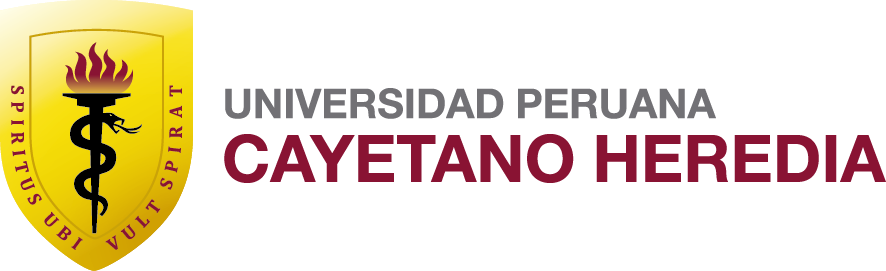 SPIRITUS UBI VULT SPIRAT
UNIVERSIDAD PERUANA
CAYETANO HEREDIA